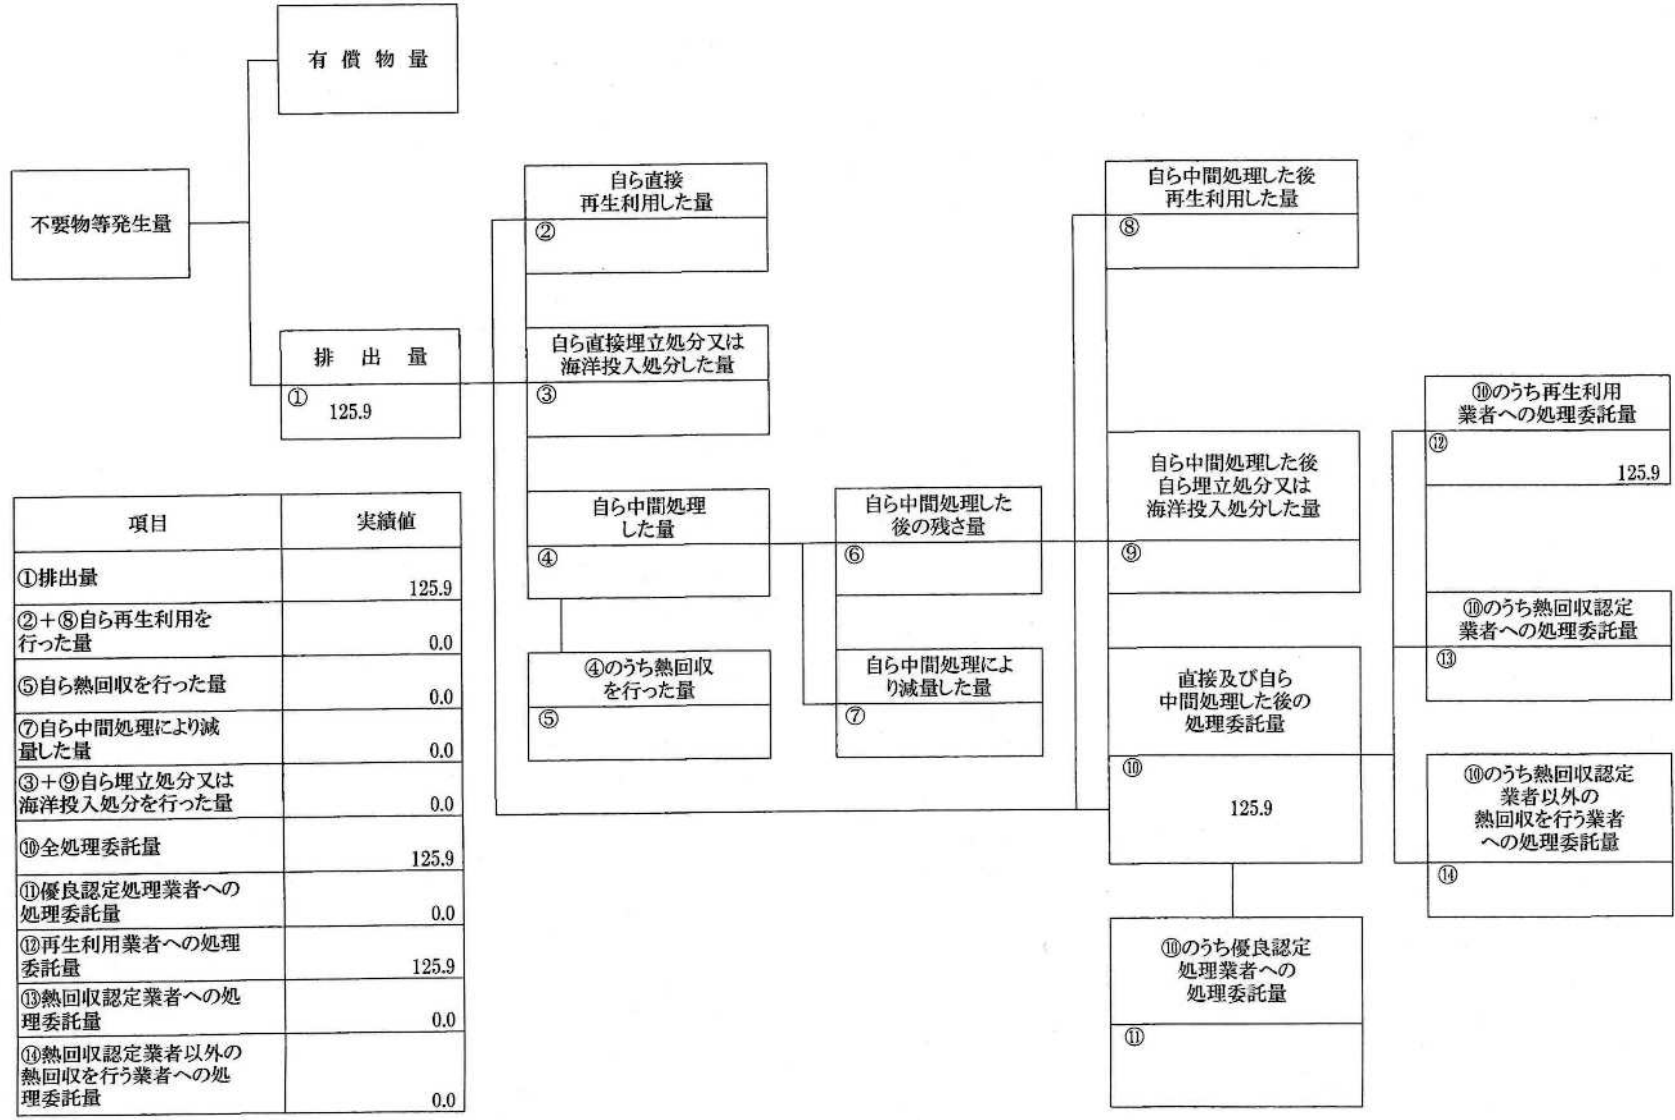 有 償 物 量
不要物等発生量
排 出 量
①
125.9
自ら直接
再生利用した量
②
自ら直接埋立処分又は
海洋投入処分した量
③
自ら中間処理
した量
④
④のうち熱回収
を行った量
⑤
自ら中間処理した
後の残さ量
⑥
自ら中間処理によ
り減量した量
⑦
自ら中間処理した後
再生利用した量
⑧
自ら中間処理した後
自ら埋立処分又は
海洋投入処分した量
⑨
直接及び自ら
中間処理した後の
処理委託量
⑩
125.9
⑩のうち優良認定
処理業者への
処理委託量
⑪
⑩のうち再生利用
業者への処理委託量
⑫
125.9
⑩のうち熱回収認定
業者への処理委託量
⑬
⑩のうち熱回収認定
業者以外の
熱回収を行う業者
への処理委託量
⑭
項目 実績値
①排出量 125.9
②+⑧自ら再生利用を
行った量 0.0
⑤自ら熱回収を行った量 0.0
⑦自ら中間処理により減
量した量 0.0
③+⑨自ら埋立処分又は
海洋投入処分を行った量 0.0
⑩全処理委託量 125.9
⑪優良認定処理業者への
処理委託量 0.0
⑫再生利用業者への処理
委託量 125.9
⑬熱回収認定業者への処
理委託量 0.0
⑭熱回収認定業者以外の
熱回収を行う業者への処
理委託量 0.0